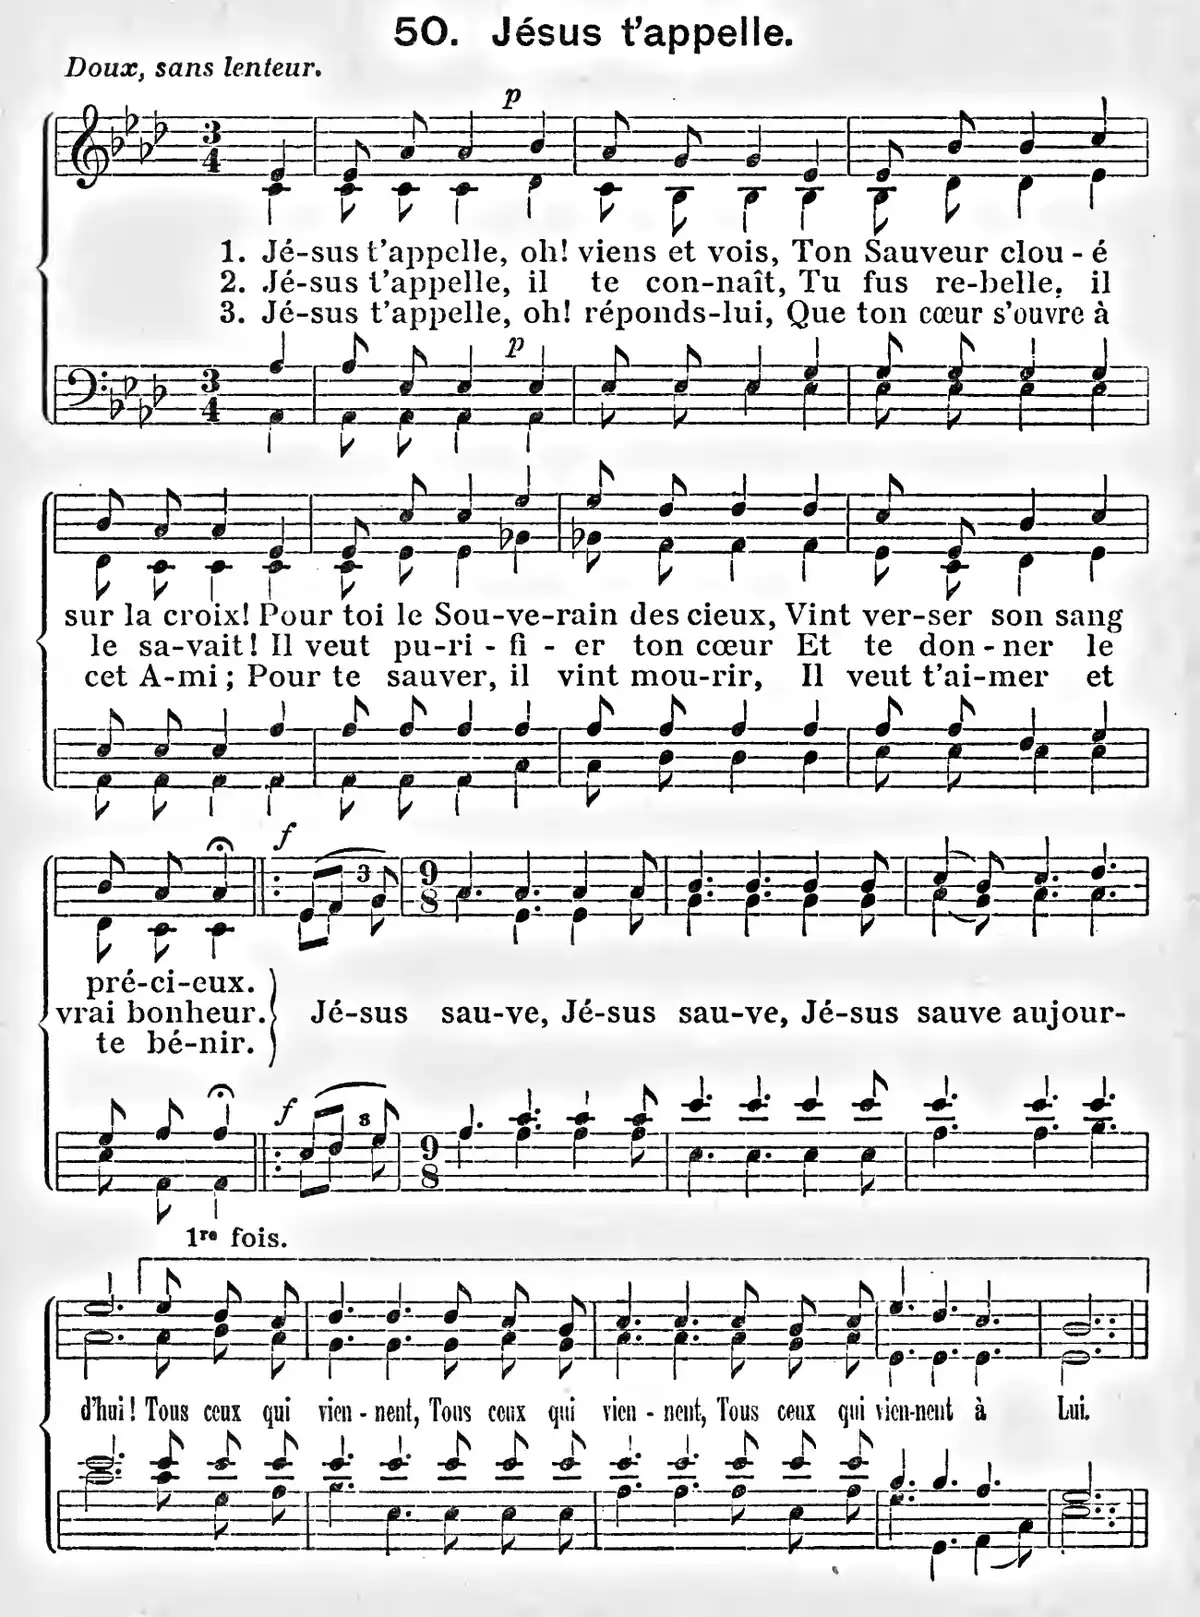 50. Jésus t'appelle.
Doux, sans lenteur.
p
3
4
1. Jé-sus t'appelle, oh! viens et vois, Ton Sauveur clou - é
2. Jé-sus t'appelle, il te con-naît, Tu fus re-belle, il
3. Jé-sus t'appelle, oh! réponds-lui, Que ton cœur s'ouvre à
p
3
4
sur la croix! Pour toi le Sou-ve-rain des cieux, Vint ver-ser son sang
le sa-vait! Il veut pu-ri - fi - er ton cœur Et te don - ner le
cet A-mi; Pour te sauver, il vint mou-rir, Il veut t'ai-mer et
f
3
9
8
pré-ci-eux.
vrai bonheur.
te bé-nir.
Jé-sus sau-ve, Jé-sus sau-ve, Jé-sus sauve aujour-
f
3
9
8
1re fois.
d'hui! Tous ceux qui vien - nent, Tous ceux qui vien - nent, Tous ceux qui vien-nent à Lui.